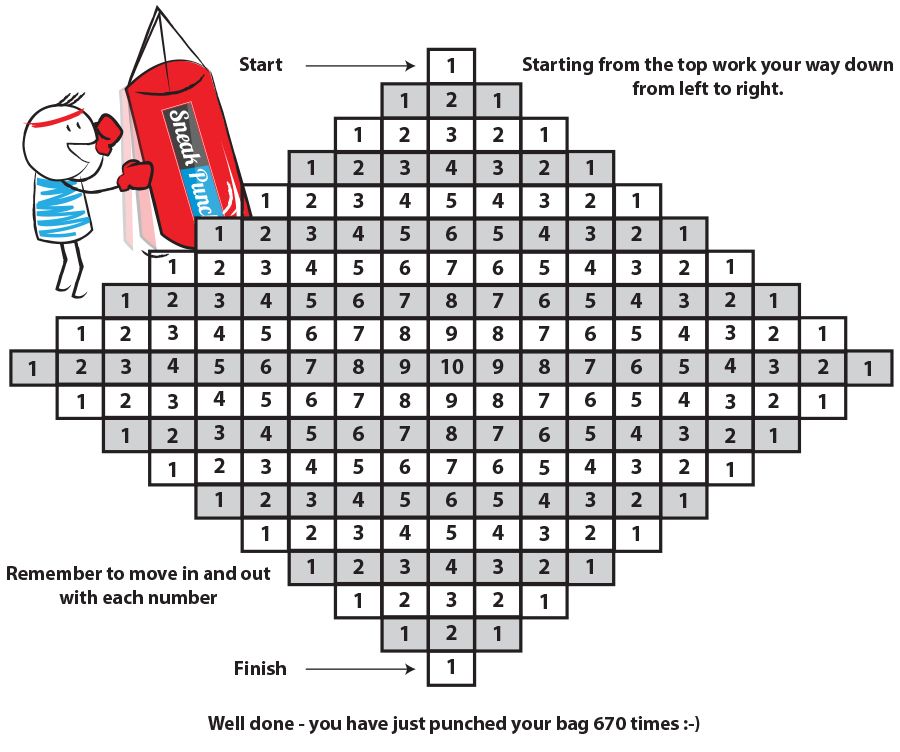 Start
Starting from the top work your way down
from left to right.
Sneak
Punc
1
1 2 1
1 2 3 2 1
1 2 3 4 3 2 1
1 2 3 4 5 4 3 2 1
1 2 3 4 5 6 5 4 3 2 1
1 2 3 4 5 6 7 6 5 4 3 2 1
1 2 3 4 5 6 7 8 7 6 5 4 3 2 1
1 2 3 4 5 6 7 8 9 8 7 6 5 4 3 2 1
1 2 3 4 5 6 7 8 9 10 9 8 7 6 5 4 3 2 1
1 2 3 4 5 6 7 8 9 8 7 6 5 4 3 2 1
1 2 3 4 5 6 7 8 7 6 5 4 3 2 1
1 2 3 4 5 6 7 6 5 4 3 2 1
1 2 3 4 5 6 5 4 3 2 1
1 2 3 4 5 4 3 2 1
1 2 3 4 3 2 1
1 2 3 2 1
1 2 1
1
Remember to move in and out
with each number
Finish
Well done - you have just punched your bag 670 times :-)